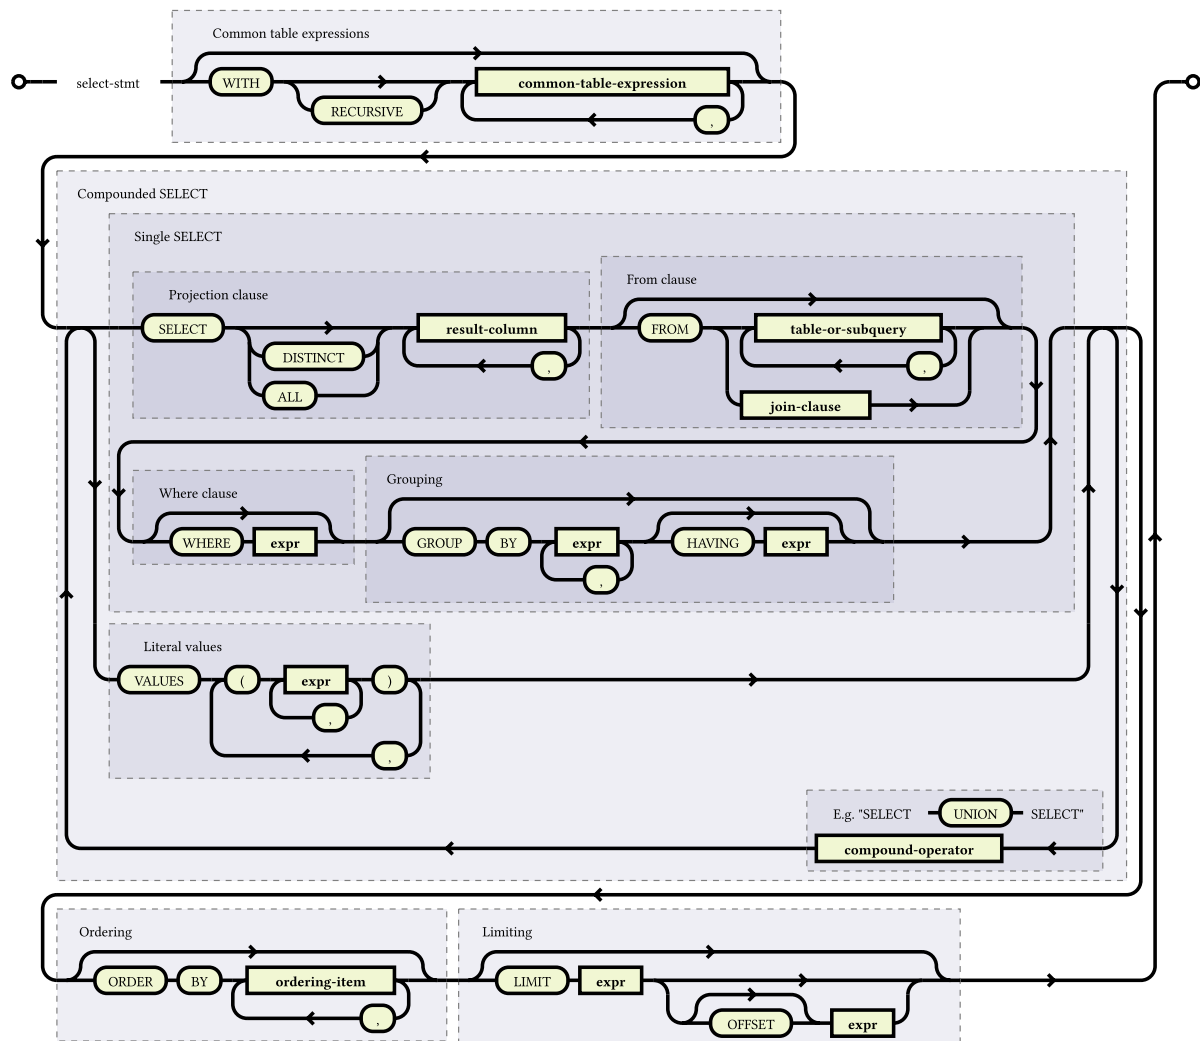 Common table expressions
select-stmt WITH common-table-expression
RECURSIVE ,
Compounded SELECT
Single SELECT
Projection clause From clause
SELECT result-column FROM table-or-subquery
DISTINCT , ,
ALL join-clause
Where clause Grouping
WHERE expr GROUP BY expr HAVING expr
,
Literal values
VALUES ( expr )
,
,
E.g. "SELECT UNION SELECT"
compound-operator
Ordering Limiting
ORDER BY ordering-item LIMIT expr
, OFFSET expr